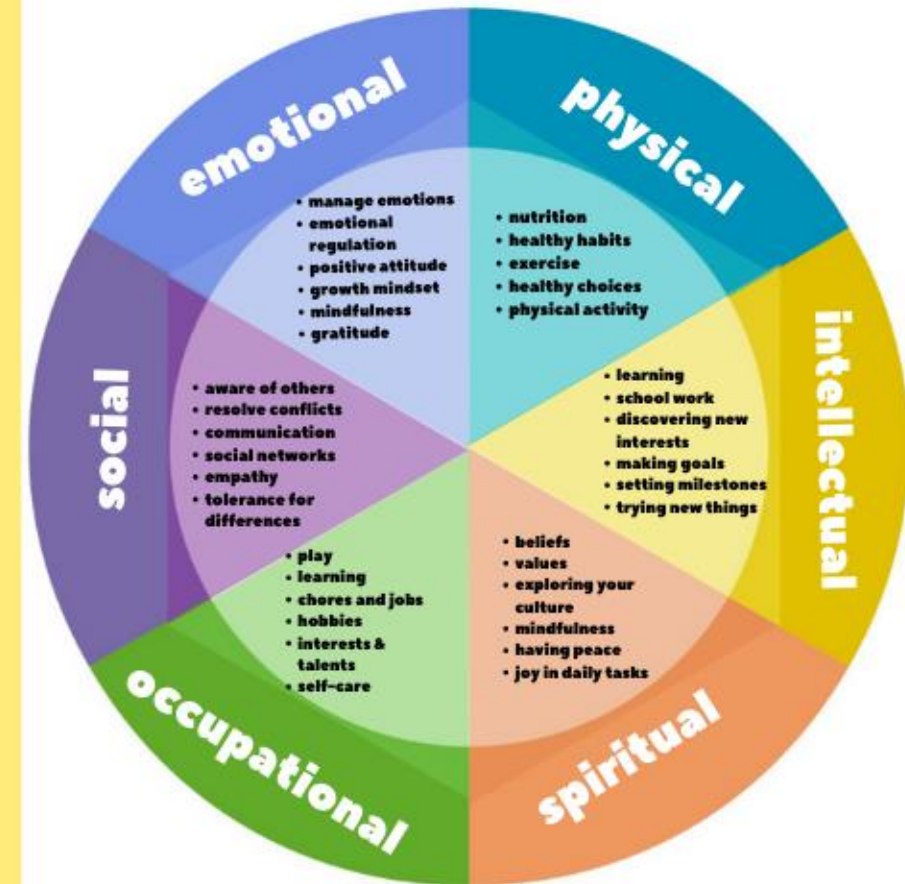 emotional
• manage emotions
• emotional
regulation
• positive attitude
• growth mindset
• mindfulness
• gratitude
physical
• nutrition
• healthy habits
• exercise
• healthy choices
• physical activity
intellectual
• learning
• school work
• discovering new
interests
• making goals
• setting milestones
• trying new things
spiritual
• beliefs
• values
• exploring your
culture
• mindfulness
• having peace
• joy in daily tasks
occupational
• play
• learning
• chores and jobs
• hobbies
• interests &
talents
• self-care
social
• aware of others
• resolve conflicts
• communication
• social networks
• empathy
• tolerance for
differences